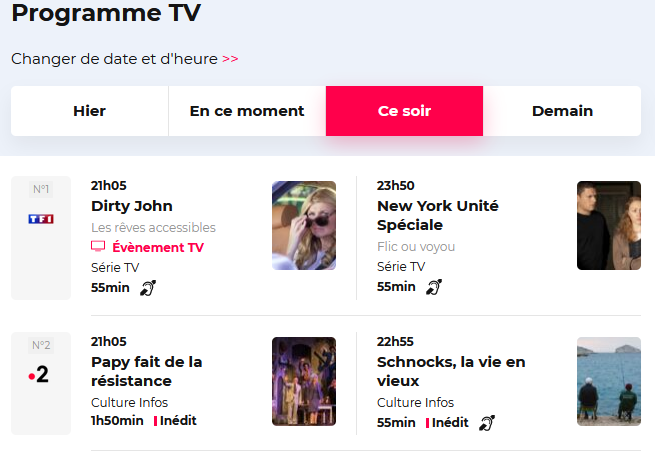 Programme TV
Changer de date et d'heure >>
Hier
En ce moment
Ce soir
Demain
N°1
TF1
21h05
Dirty John
Les rêves accessibles
Évènement TV
Série TV
55min
23h50
New York Unité
Spéciale
Flic ou voyou
Série TV
55min
N°2
2
21h05
Papy fait de la
résistance
Culture Infos
1h50min Inédit
22h55
Schnocks, la vie en
vieux
Culture Infos
55min Inédit